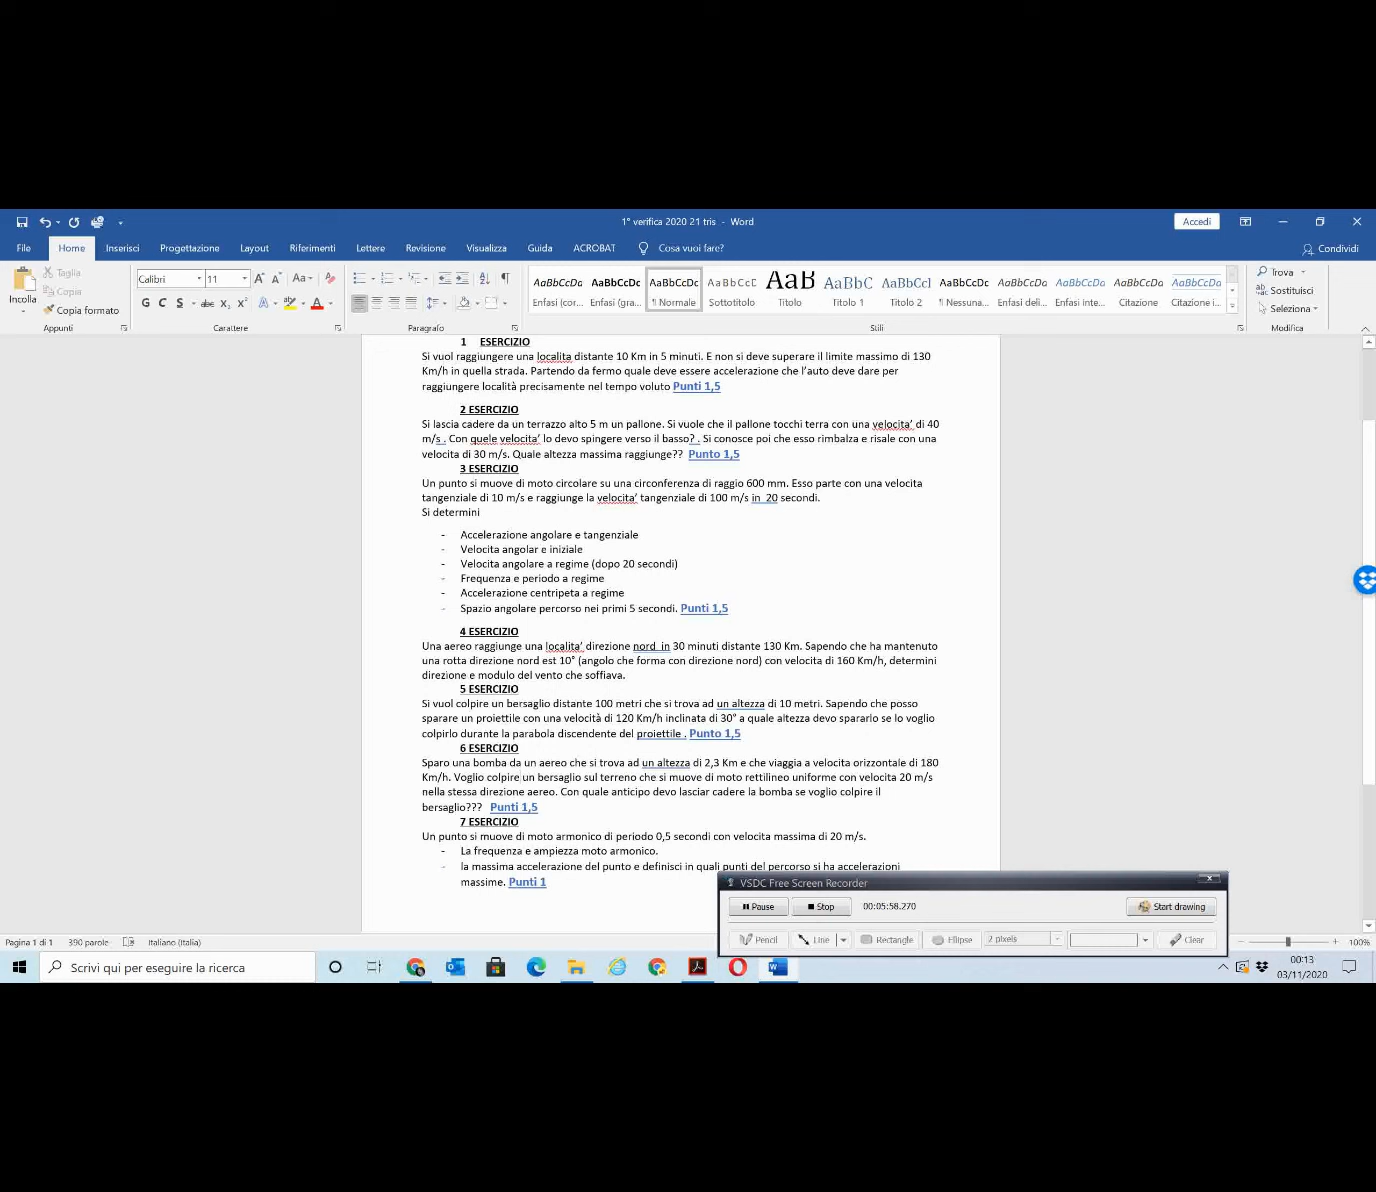 1° verifica 2020 21 tris - Word
Accedi
File Home Inserisci Progettazione Layout Riferimenti Lettere Revisione Visualizza Guida ACROBAT Cosa vuoi fare? Condividi
Incolla
Taglia
Copia
Copia formato
Appunti
Calibri 11
G C S abc x₂ x²
Carattere
Paragrafo
AaBbCcDc AaBbCcDc AaBbCcDc AaBbCcC AaB AaBbC AaBbCcl AaBbCcDc AaBbCcDa AaBbCcDa AaBbCcDa AaBbCcDa
Enfasi (cor... Enfasi (gra... ¶ Normale Sottotitolo Titolo Titolo 1 Titolo 2 ¶ Nessuna... Enfasi deli... Enfasi inte... Citazione Citazione i...
Stili
Trova
Sostituisci
Seleziona
Modifica
1 ESERCIZIO
Si vuol raggiungere una localita distante 10 Km in 5 minuti. E non si deve superare il limite massimo di 130
Km/h in quella strada. Partendo da fermo quale deve essere accelerazione che l'auto deve dare per
raggiungere località precisamente nel tempo voluto Punti 1,5
2 ESERCIZIO
Si lascia cadere da un terrazzo alto 5 m un pallone. Si vuole che il pallone tocchi terra con una velocita' di 40
m/s . Con quele velocita' lo devo spingere verso il basso? . Si conosce poi che esso rimbalza e risale con una
velocita di 30 m/s. Quale altezza massima raggiunge?? Punto 1,5
3 ESERCIZIO
Un punto si muove di moto circolare su una circonferenza di raggio 600 mm. Esso parte con una velocita
tangenziale di 10 m/s e raggiunge la velocita' tangenziale di 100 m/s in 20 secondi.
Si determini
- Accelerazione angolare e tangenziale
- Velocita angolar e iniziale
- Velocita angolare a regime (dopo 20 secondi)
- Frequenza e periodo a regime
- Accelerazione centripeta a regime
- Spazio angolare percorso nei primi 5 secondi. Punti 1,5
4 ESERCIZIO
Una aereo raggiunge una localita' direzione nord in 30 minuti distante 130 Km. Sapendo che ha mantenuto
una rotta direzione nord est 10° (angolo che forma con direzione nord) con velocita di 160 Km/h, determini
direzione e modulo del vento che soffiava.
5 ESERCIZIO
Si vuol colpire un bersaglio distante 100 metri che si trova ad un altezza di 10 metri. Sapendo che posso
sparare un proiettile con una velocità di 120 Km/h inclinata di 30° a quale altezza devo spararlo se lo voglio
colpirlo durante la parabola discendente del proiettile . Punto 1,5
6 ESERCIZIO
Sparo una bomba da un aereo che si trova ad un altezza di 2,3 Km e che viaggia a velocita orizzontale di 180
Km/h. Voglio colpire un bersaglio sul terreno che si muove di moto rettilineo uniforme con velocita 20 m/s
nella stessa direzione aereo. Con quale anticipo devo lasciar cadere la bomba se voglio colpire il
bersaglio??? Punti 1,5
7 ESERCIZIO
Un punto si muove di moto armonico di periodo 0,5 secondi con velocita massima di 20 m/s.
- La frequenza e ampiezza moto armonico.
- la massima accelerazione del punto e definisci in quali punti del percorso si ha accelerazioni
massime. Punti 1
VSDC Free Screen Recorder
Pause Stop 00:05:58.270 Start drawing
Pencil Line Rectangle Ellipse 2 pixels Clear
Pagina 1 di 1 390 parole Italiano (Italia) 100%
Scrivi qui per eseguire la ricerca
00:13
03/11/2020